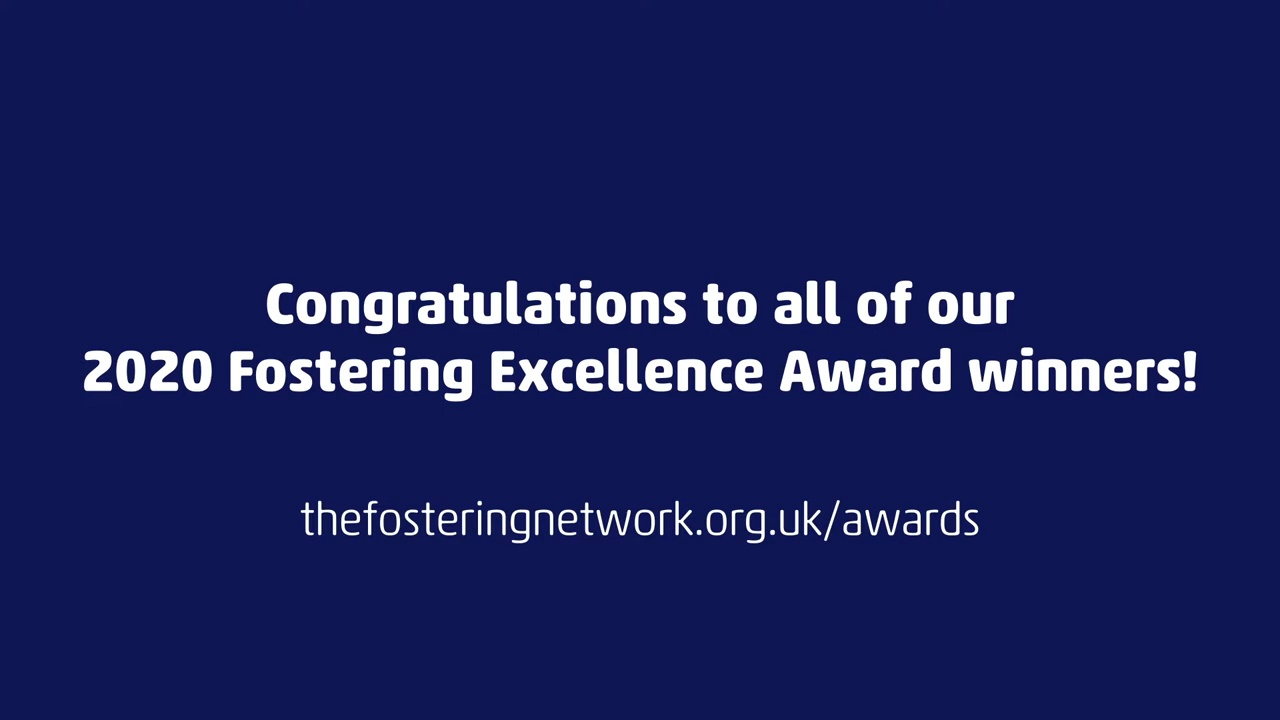 Congratulations to all of our
2020 Fostering Excellence Award winners!
thefosteringnetwork.org.uk/awards